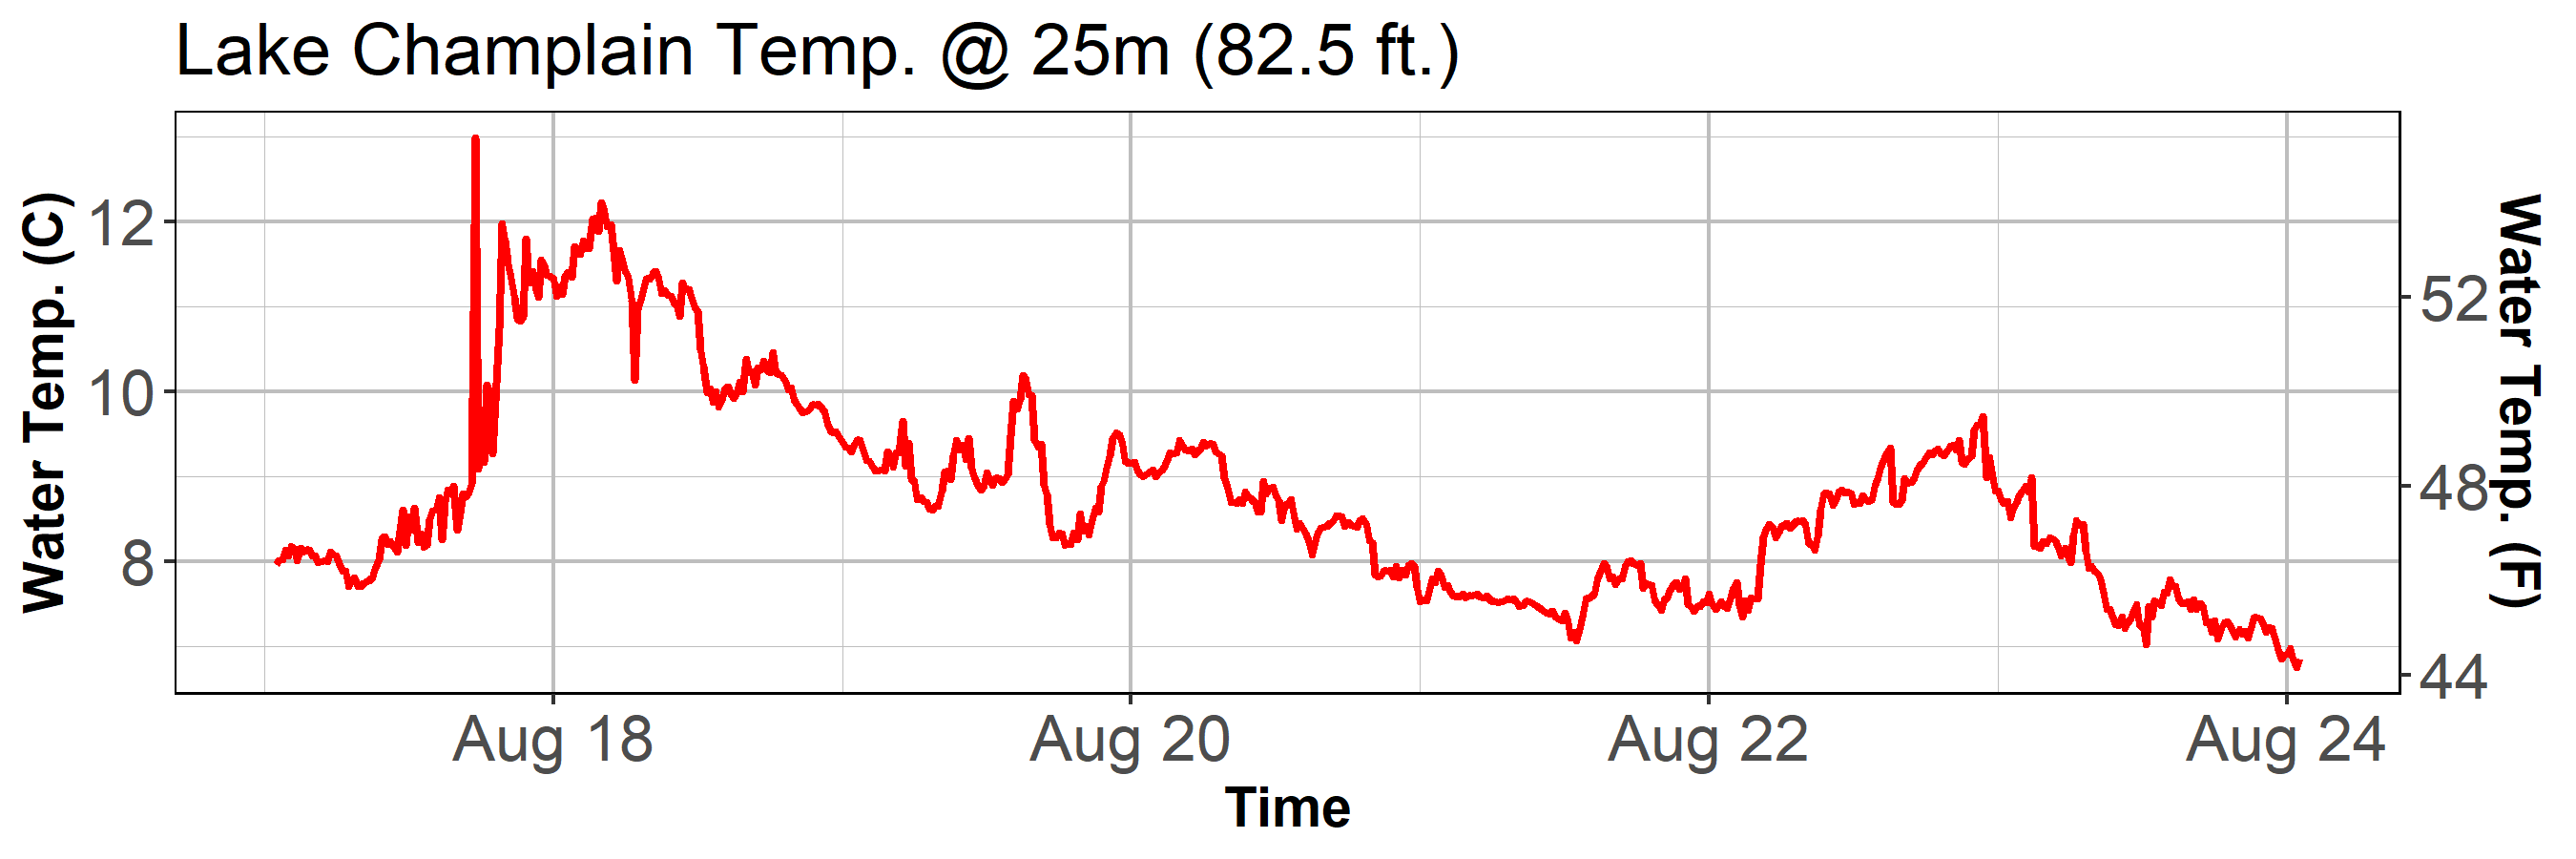 Lake Champlain Temp. @ 25m (82.5 ft.)
Water Temp. (C)
12
10
8
52
48
44
Water Temp. (F)
Aug 18
Aug 20
Aug 22
Aug 24
Time